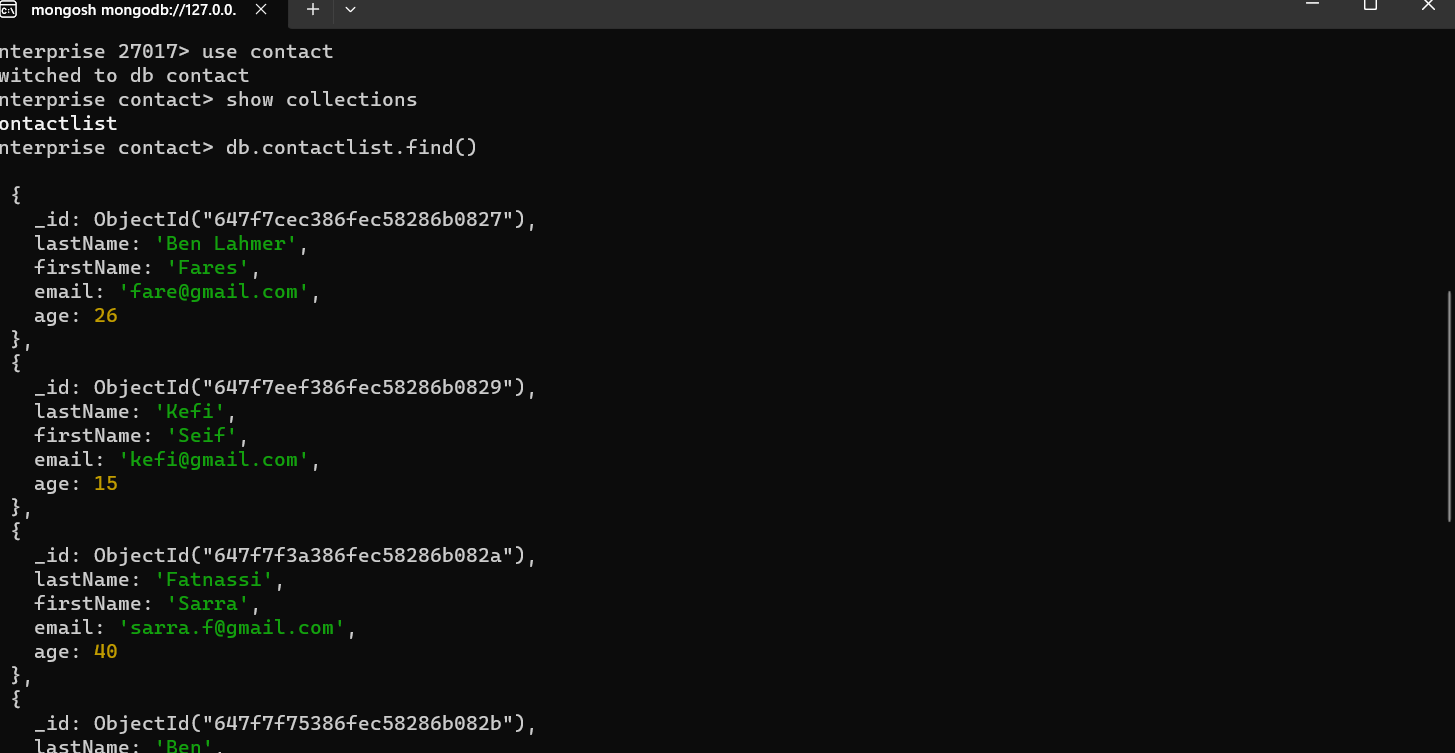 mongosh mongodb://127.0.0.
nterprise 27017> use contact
witched to db contact
nterprise contact> show collections
ontactlist
nterprise contact> db.contactlist.find()
{
_id: ObjectId("647f7cec386fec58286b0827"),
lastName: 'Ben Lahmer',
firstName: 'Fares',
email: 'fare@gmail.com',
age: 26
},
{
_id: ObjectId("647f7eef386fec58286b0829"),
lastName: 'Kefi',
firstName: 'Seif',
email: 'kefi@gmail.com',
age: 15
},
{
_id: ObjectId("647f7f3a386fec58286b082a"),
lastName: 'Fatnassi',
firstName: 'Sarra',
email: 'sarra.f@gmail.com',
age: 40
},
{
_id: ObjectId("647f7f75386fec58286b082b"),
lastName: 'Ben',